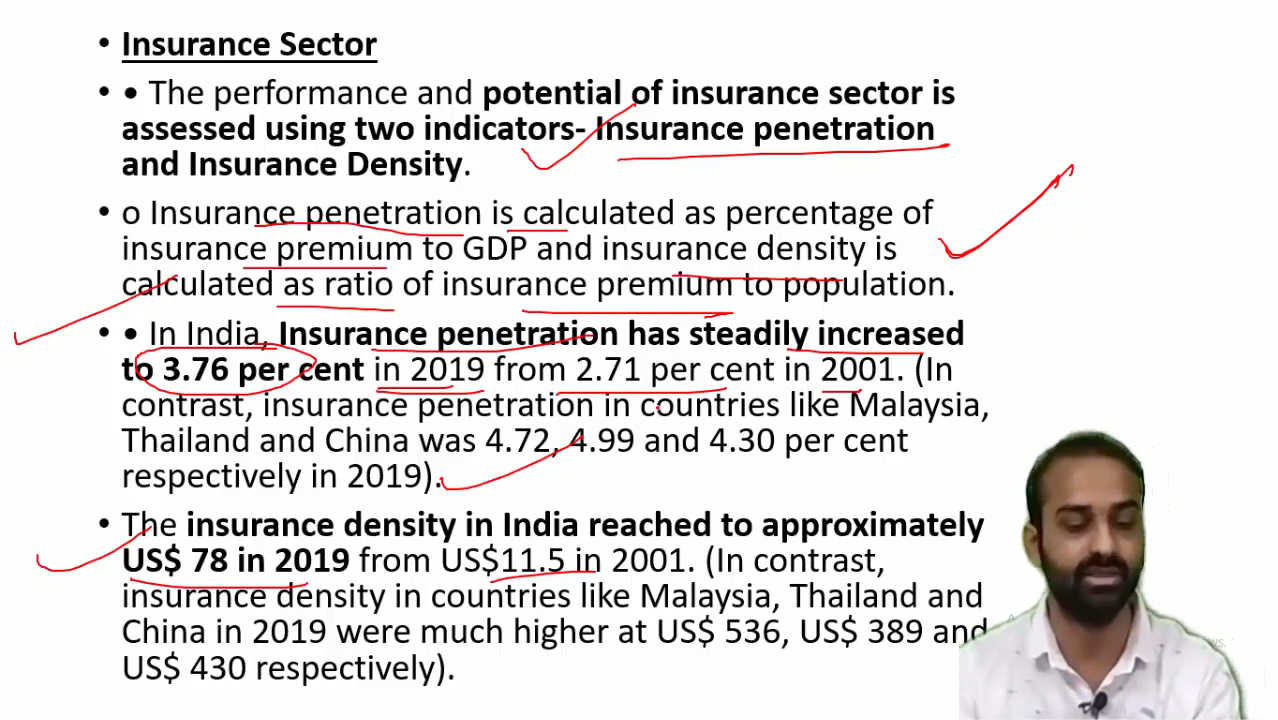 • Insurance Sector
• • The performance and potential of insurance sector is
assessed using two indicators- Insurance penetration
and Insurance Density.
• o Insurance penetration is calculated as percentage of
insurance premium to GDP and insurance density is
calculated as ratio of insurance premium to population.
• • In India, Insurance penetration has steadily increased
to 3.76 per cent in 2019 from 2.71 per cent in 2001. (In
contrast, insurance penetration in countries like Malaysia,
Thailand and China was 4.72, 4.99 and 4.30 per cent
respectively in 2019).
• The insurance density in India reached to approximately
US$ 78 in 2019 from US$11.5 in 2001. (In contrast,
insurance density in countries like Malaysia, Thailand and
China in 2019 were much higher at US$ 536, US$ 389 and
US$ 430 respectively).